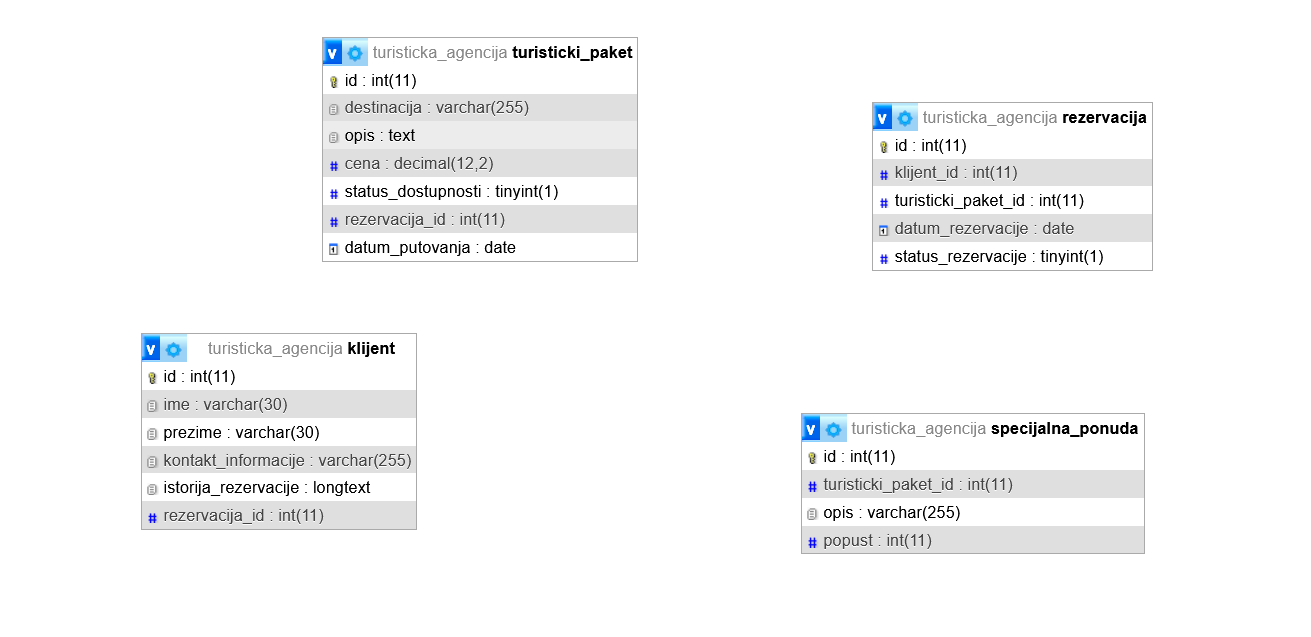 v turisticka_agencija turisticki_paket
id : int(11)
destinacija : varchar(255)
opis : text
# cena : decimal(12,2)
# status_dostupnosti : tinyint(1)
# rezervacija_id : int(11)
datum_putovanja : date
v turisticka_agencija rezervacija
id : int(11)
# klijent_id : int(11)
# turisticki_paket_id : int(11)
datum_rezervacije : date
# status_rezervacije : tinyint(1)
v turisticka_agencija klijent
id : int(11)
ime : varchar(30)
prezime : varchar(30)
kontakt_informacije : varchar(255)
istorija_rezervacije : longtext
# rezervacija_id : int(11)
v turisticka_agencija specijalna_ponuda
id : int(11)
# turisticki_paket_id : int(11)
opis : varchar(255)
# popust : int(11)